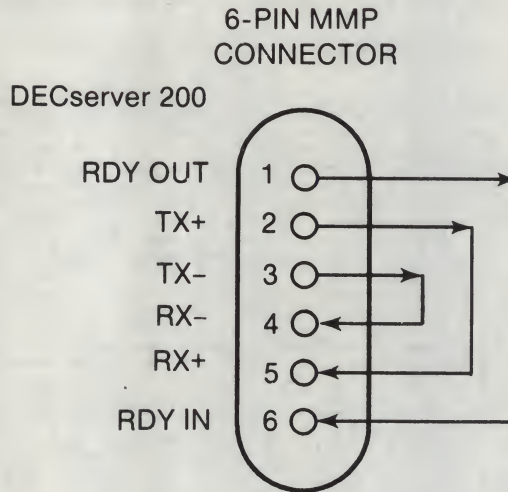 6-PIN MMP
CONNECTOR
DECserver 200
RDY OUT 1
TX+ 2
TX– 3
RX– 4
RX+ 5
RDY IN 6